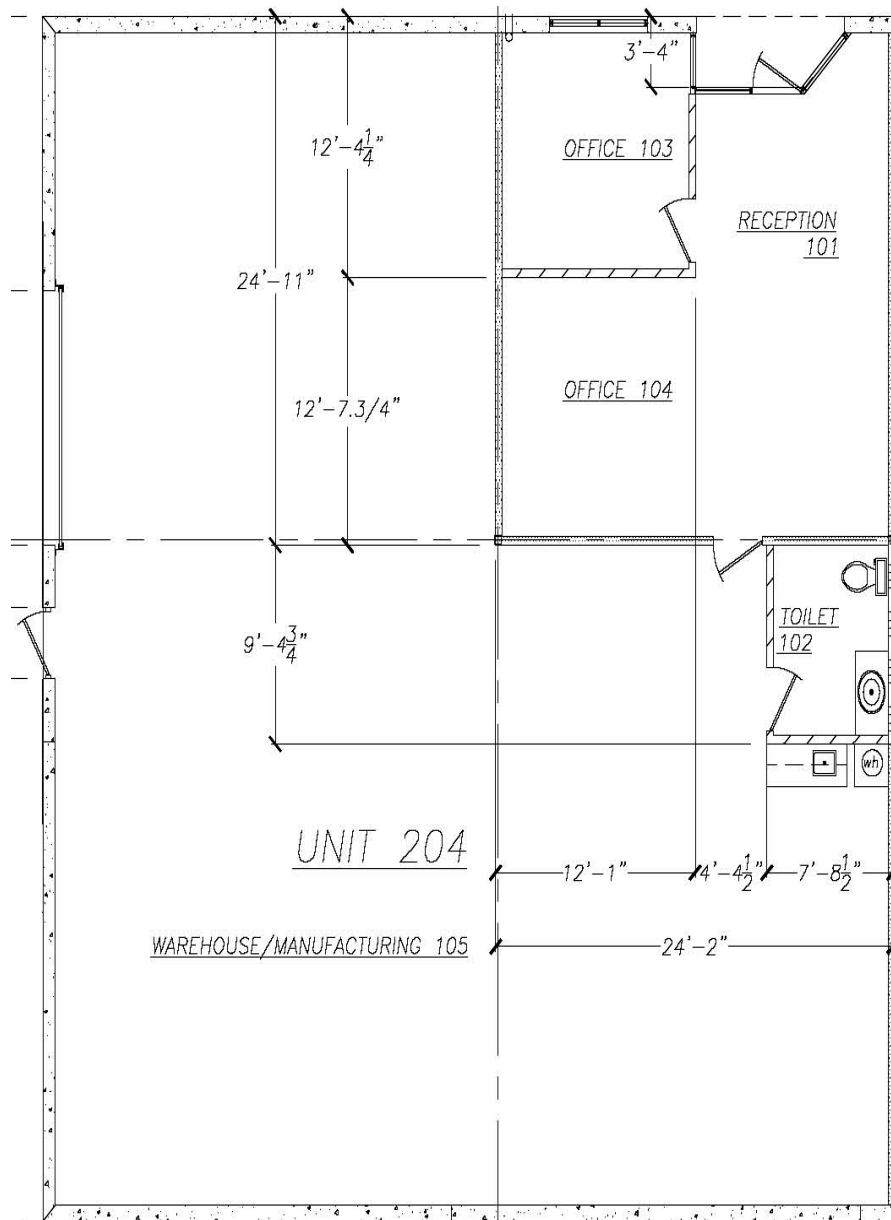 3'-4"
12'-4 1/4"
OFFICE 103
RECEPTION
101
24'-11"
OFFICE 104
12'-7.3/4"
TOILET
102
9'-4 3/4"
wh
UNIT 204
12'-1"
4'-4 1/2"
7'-8 1/2"
WAREHOUSE/MANUFACTURING 105
24'-2"